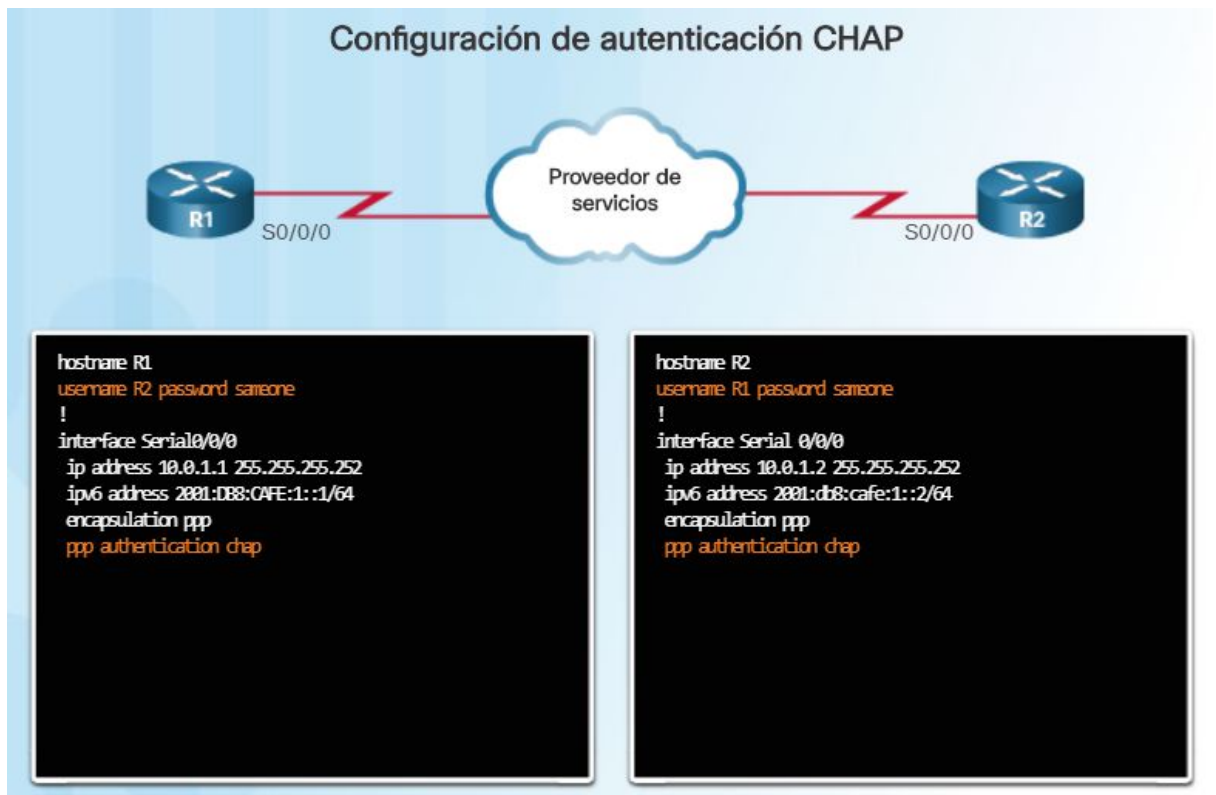 Configuración de autenticación CHAP
Proveedor de
servicios
R1
S0/0/0
S0/0/0
R2
hostname R1
username R2 password sameone
!
interface Serial0/0/0
ip address 10.0.1.1 255.255.255.252
ipv6 address 2001:DB8:CAFE:1::1/64
encapsulation ppp
ppp authentication chap
hostname R2
username R1 password sameone
!
interface Serial 0/0/0
ip address 10.0.1.2 255.255.255.252
ipv6 address 2001:db8:cafe:1::2/64
encapsulation ppp
ppp authentication chap